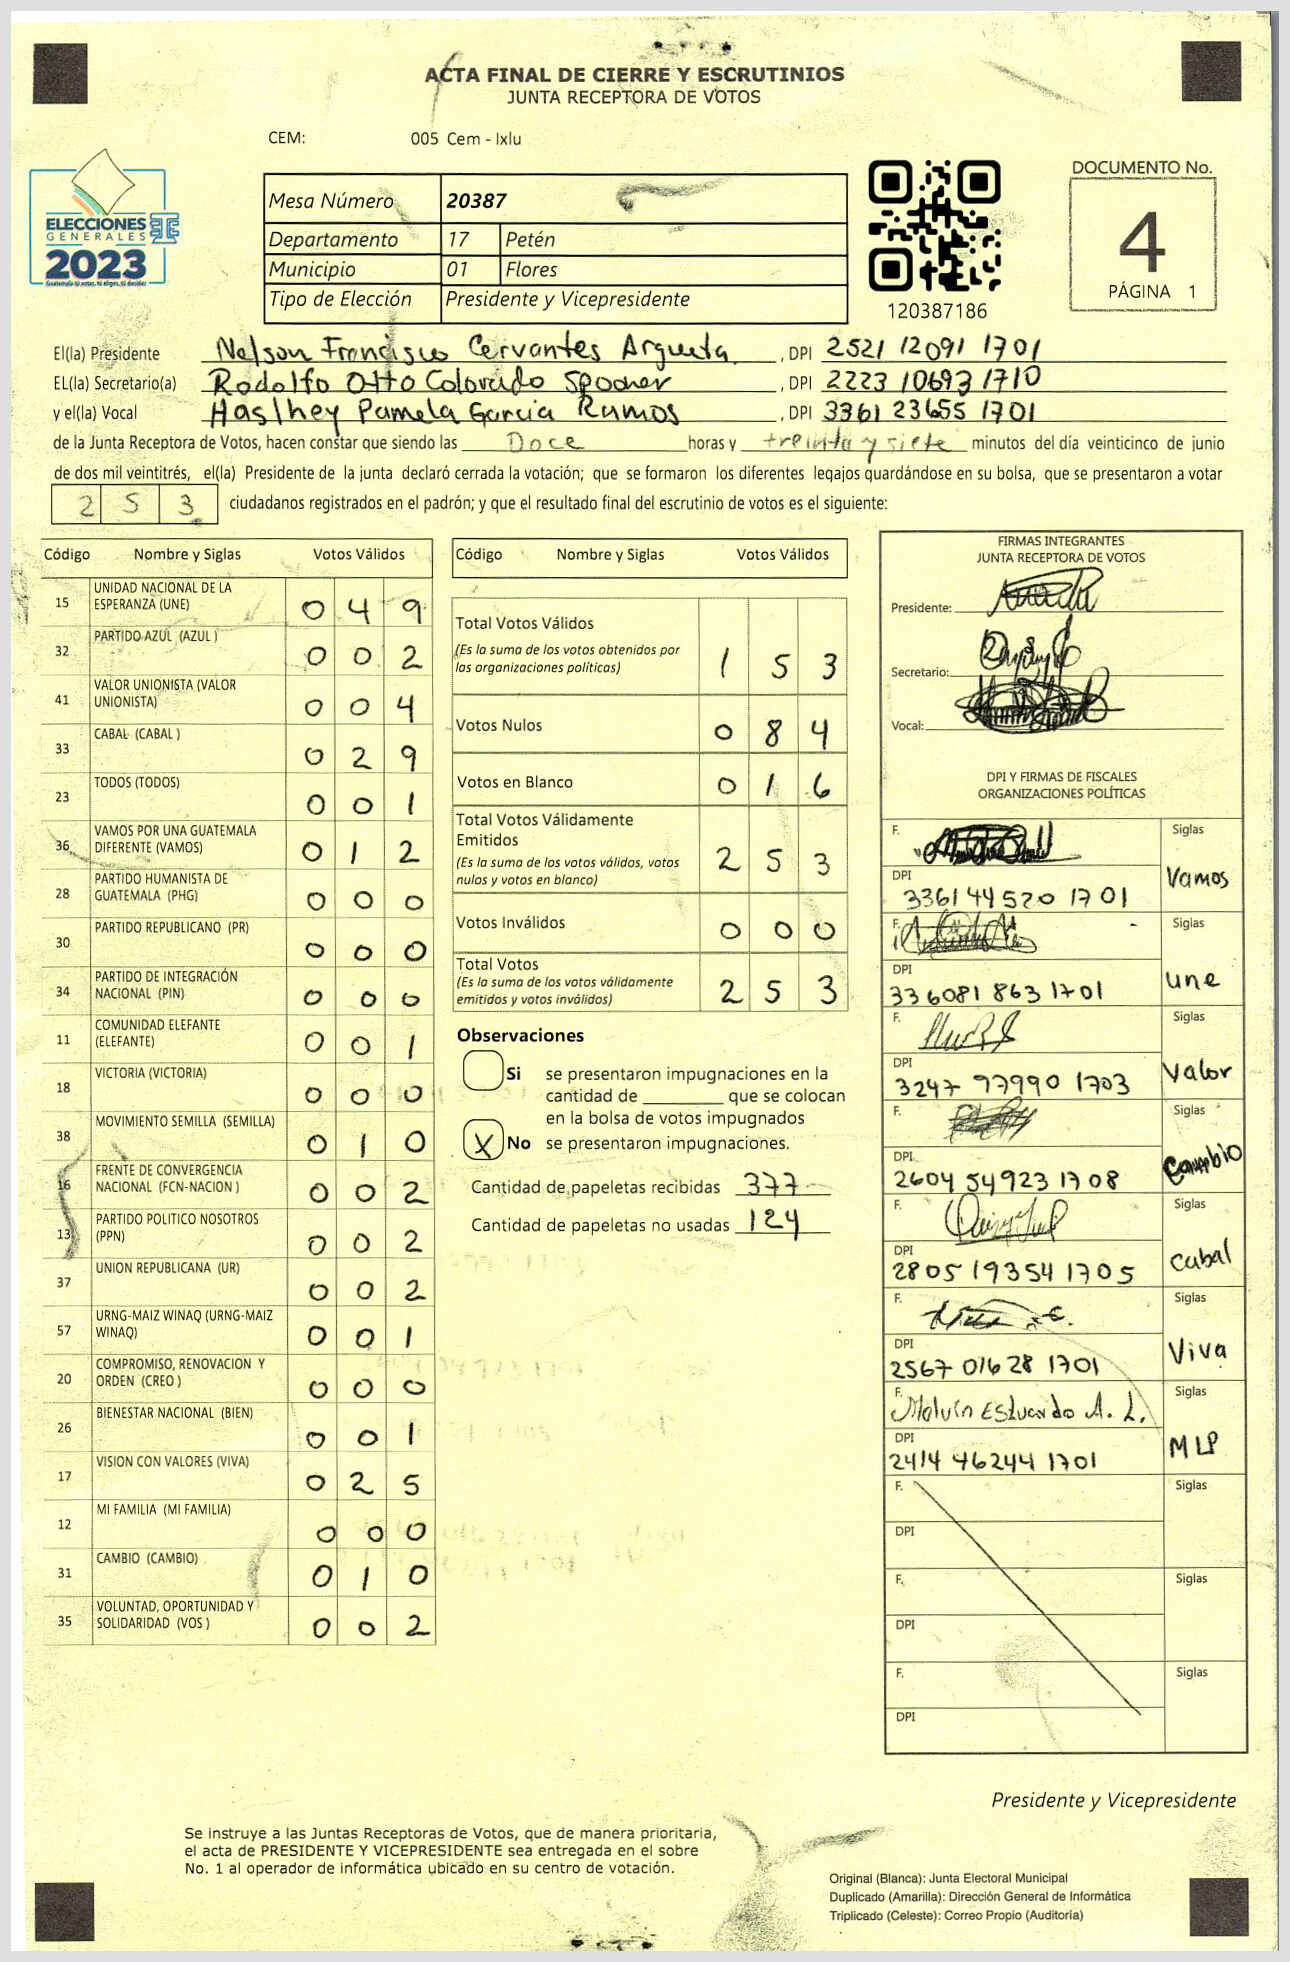 ACTA FINAL DE CIERRE Y ESCRUTINIOS
JUNTA RECEPTORA DE VOTOS
CEM: 005 Cem - Ixlu
ELECCIONES
GENERALES
2023
Guatemala tú votas, tú eliges, tú decides
Mesa Número 20387
Departamento 17 Petén
Municipio 01 Flores
Tipo de Elección Presidente y Vicepresidente
120387186
DOCUMENTO No.
4
PÁGINA 1
El(la) Presidente Nelson Francisco Cervantes Argueta, DPI 2521 12091 1701
EL(la) Secretario(a) Rodolfo Otto Colorado, DPI 2223 10693 1710
y el(la) Vocal Haslhey Pamela Garcia Ramos, DPI 3361 23655 1701
de la Junta Receptora de Votos, hacen constar que siendo las Doce horas y treinta y siete minutos del día veinticinco de junio
de dos mil veintitrés, el(la) Presidente de la junta declaró cerrada la votación; que se formaron los diferentes legajos guardándose en su bolsa, que se presentaron a votar
2 5 3 ciudadanos registrados en el padrón; y que el resultado final del escrutinio de votos es el siguiente:
Código Nombre y Siglas Votos Válidos
15 UNIDAD NACIONAL DE LA ESPERANZA (UNE) 0 4 9
32 PARTIDO AZUL (AZUL ) 0 0 2
41 VALOR UNIONISTA (VALOR UNIONISTA) 0 0 4
33 CABAL (CABAL ) 0 2 9
23 TODOS (TODOS) 0 0 1
36 VAMOS POR UNA GUATEMALA DIFERENTE (VAMOS) 0 1 2
28 PARTIDO HUMANISTA DE GUATEMALA (PHG) 0 0 0
30 PARTIDO REPUBLICANO (PR) 0 0 0
34 PARTIDO DE INTEGRACIÓN NACIONAL (PIN) 0 0 0
11 COMUNIDAD ELEFANTE (ELEFANTE) 0 0 1
18 VICTORIA (VICTORIA) 0 0 0
38 MOVIMIENTO SEMILLA (SEMILLA) 0 1 0
16 FRENTE DE CONVERGENCIA NACIONAL (FCN-NACION ) 0 0 2
13 PARTIDO POLITICO NOSOTROS (PPN) 0 0 2
37 UNION REPUBLICANA (UR) 0 0 2
57 URNG-MAIZ WINAQ (URNG-MAIZ WINAQ) 0 0 1
20 COMPROMISO, RENOVACION Y ORDEN (CREO ) 0 0 0
26 BIENESTAR NACIONAL (BIEN) 0 0 1
17 VISION CON VALORES (VIVA) 0 2 5
12 MI FAMILIA (MI FAMILIA) 0 0 0
31 CAMBIO (CAMBIO) 0 1 0
35 VOLUNTAD, OPORTUNIDAD Y SOLIDARIDAD (VOS ) 0 0 2
Código Nombre y Siglas Votos Válidos
Total Votos Válidos 1 5 3
(Es la suma de los votos obtenidos por
las organizaciones políticas)
Votos Nulos 0 8 4
Votos en Blanco 0 1 6
Total Votos Válidamente
Emitidos 2 5 3
(Es la suma de los votos válidos, votos
nulos y votos en blanco)
Votos Inválidos 0 0 0
Total Votos 2 5 3
(Es la suma de los votos válidamente
emitidos y votos inválidos)
Observaciones
Si se presentaron impugnaciones en la
cantidad de ________ que se colocan
en la bolsa de votos impugnados
X No se presentaron impugnaciones.
Cantidad de papeletas recibidas 377
Cantidad de papeletas no usadas 124
FIRMAS INTEGRANTES
JUNTA RECEPTORA DE VOTOS
Presidente:
Secretario:
Vocal:
DPI Y FIRMAS DE FISCALES
ORGANIZACIONES POLÍTICAS
F. Siglas
DPI Vamos
3361 44520 1701
F. Siglas
DPI une
336081 863 1701
F. Siglas
DPI Valor
3247 97990 1703
F. Siglas
DPI Cambio
2604 54923 1708
F. Siglas
DPI Cabal
2805 19354 1705
F. Siglas
DPI Viva
2567 01628 1701
F. Melvin Estuardo A. L. Siglas
DPI MLP
2414 46244 1701
F. Siglas
DPI
F. Siglas
DPI
F. Siglas
DPI
Presidente y Vicepresidente
Se instruye a las Juntas Receptoras de Votos, que de manera prioritaria,
el acta de PRESIDENTE Y VICEPRESIDENTE sea entregada en el sobre
No. 1 al operador de informática ubicado en su centro de votación.
Original (Blanca): Junta Electoral Municipal
Duplicado (Amarilla): Dirección General de Informática
Triplicado (Celeste): Correo Propio (Auditoria)